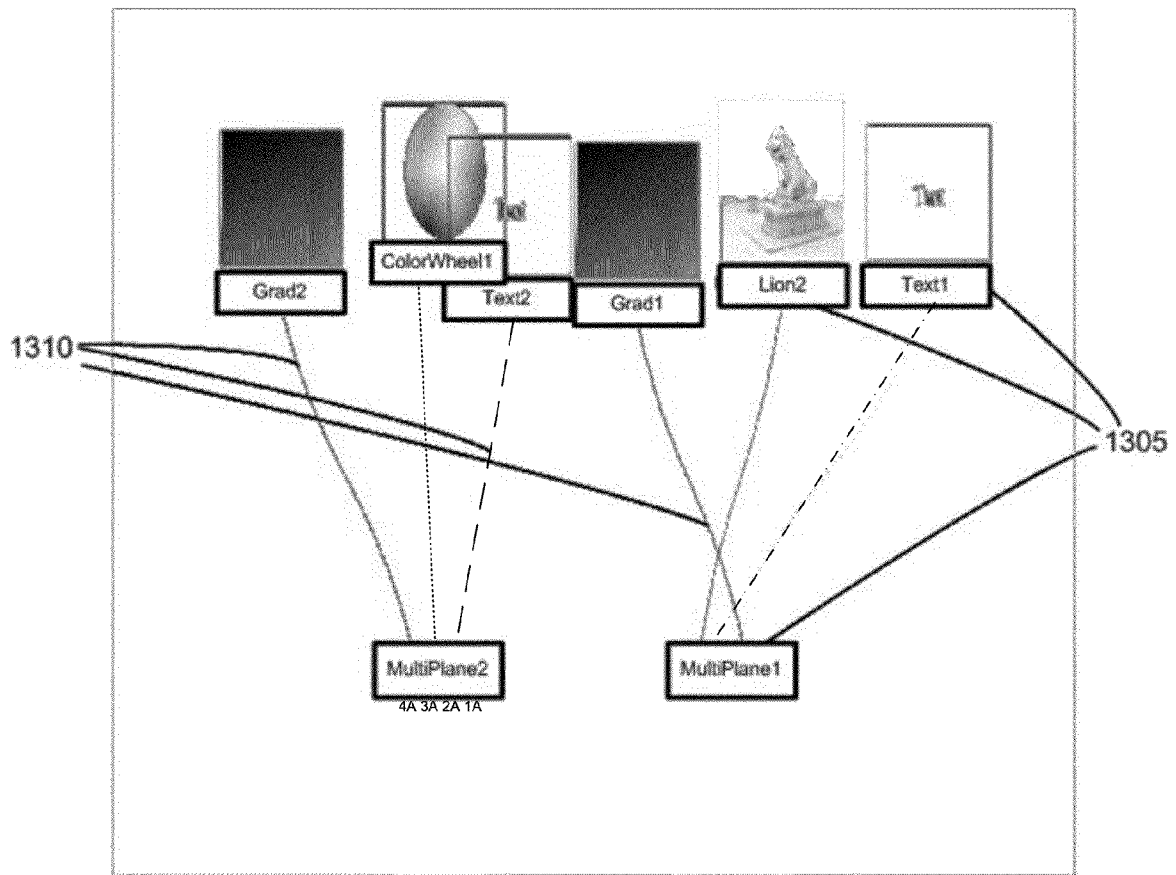 ColorWheel1
Grad2
Text2
Grad1
Lion2
Text1
1310
1305
MultiPlane2
MultiPlane1
4A 3A 2A 1A